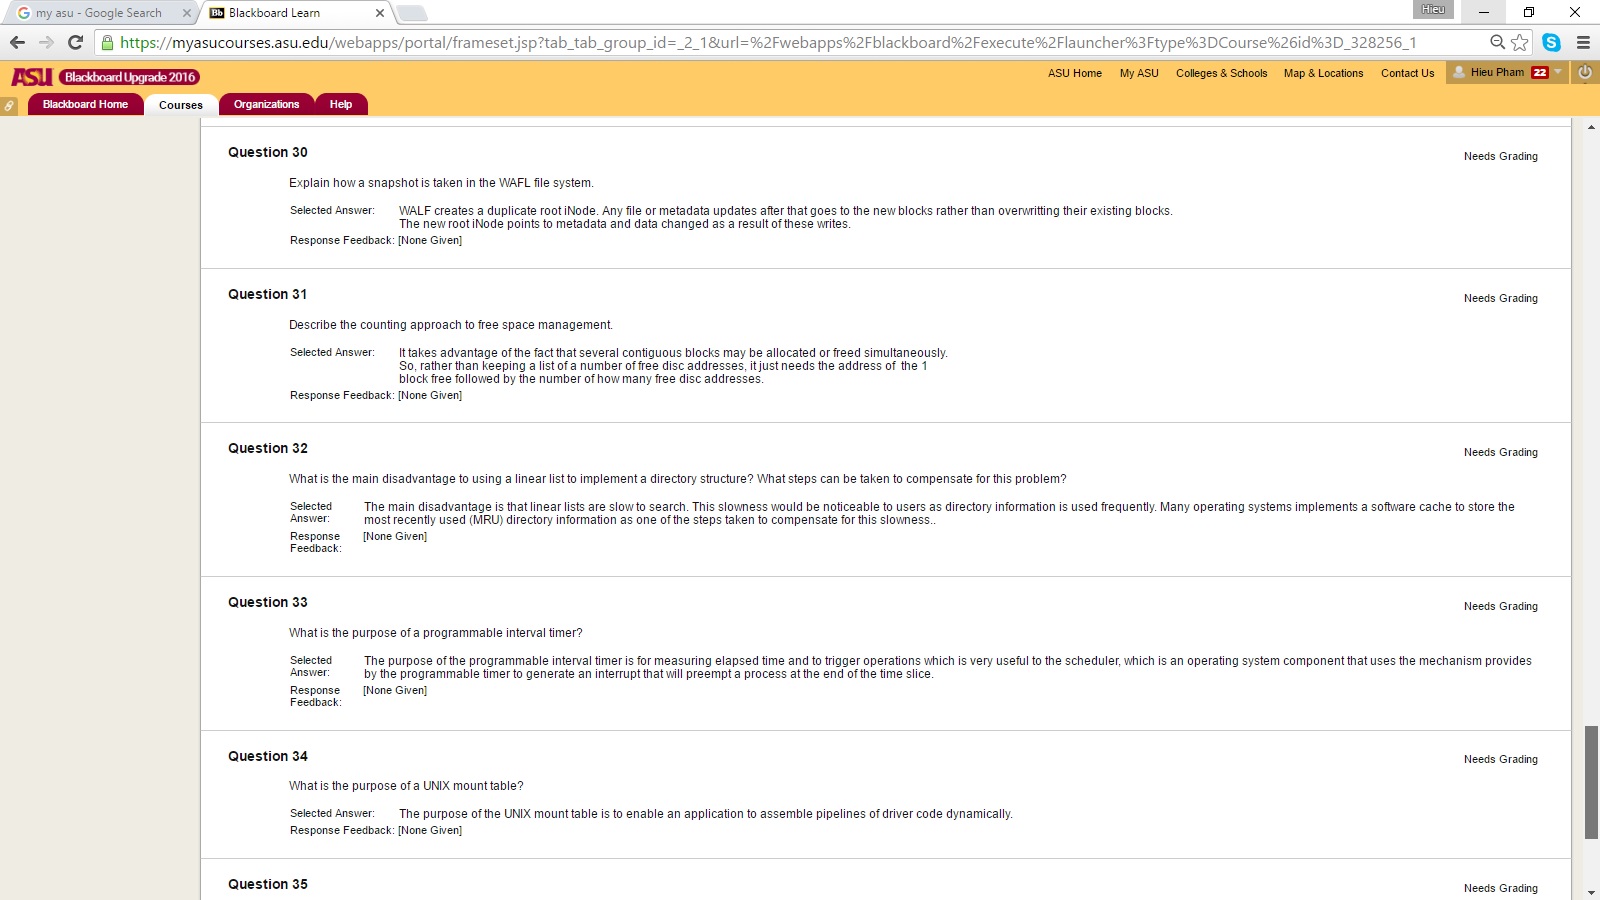 my asu - Google Search
Blackboard Learn
Hieu
https://myasucourses.asu.edu/webapps/portal/frameset.jsp?tab_tab_group_id=_2_1&url=%2Fwebapps%2Fblackboard%2Fexecute%2Flauncher%3Ftype%3DCourse%26id%3D_328256_1
ASU Blackboard Upgrade 2016
ASU Home My ASU Colleges & Schools Map & Locations Contact Us Hieu Pham 22
Blackboard Home Courses Organizations Help
Question 30
Needs Grading
Explain how a snapshot is taken in the WAFL file system.
Selected Answer: WALF creates a duplicate root iNode. Any file or metadata updates after that goes to the new blocks rather than overwritting their existing blocks.
The new root iNode points to metadata and data changed as a result of these writes.
Response Feedback: [None Given]
Question 31
Needs Grading
Describe the counting approach to free space management.
Selected Answer: It takes advantage of the fact that several contiguous blocks may be allocated or freed simultaneously.
So, rather than keeping a list of a number of free disc addresses, it just needs the address of the 1
block free followed by the number of how many free disc addresses.
Response Feedback: [None Given]
Question 32
Needs Grading
What is the main disadvantage to using a linear list to implement a directory structure? What steps can be taken to compensate for this problem?
Selected The main disadvantage is that linear lists are slow to search. This slowness would be noticeable to users as directory information is used frequently. Many operating systems implements a software cache to store the
Answer: most recently used (MRU) directory information as one of the steps taken to compensate for this slowness..
Response [None Given]
Feedback:
Question 33
Needs Grading
What is the purpose of a programmable interval timer?
Selected The purpose of the programmable interval timer is for measuring elapsed time and to trigger operations which is very useful to the scheduler, which is an operating system component that uses the mechanism provides
Answer: by the programmable timer to generate an interrupt that will preempt a process at the end of the time slice.
Response [None Given]
Feedback:
Question 34
Needs Grading
What is the purpose of a UNIX mount table?
Selected Answer: The purpose of the UNIX mount table is to enable an application to assemble pipelines of driver code dynamically.
Response Feedback: [None Given]
Question 35
Needs Grading